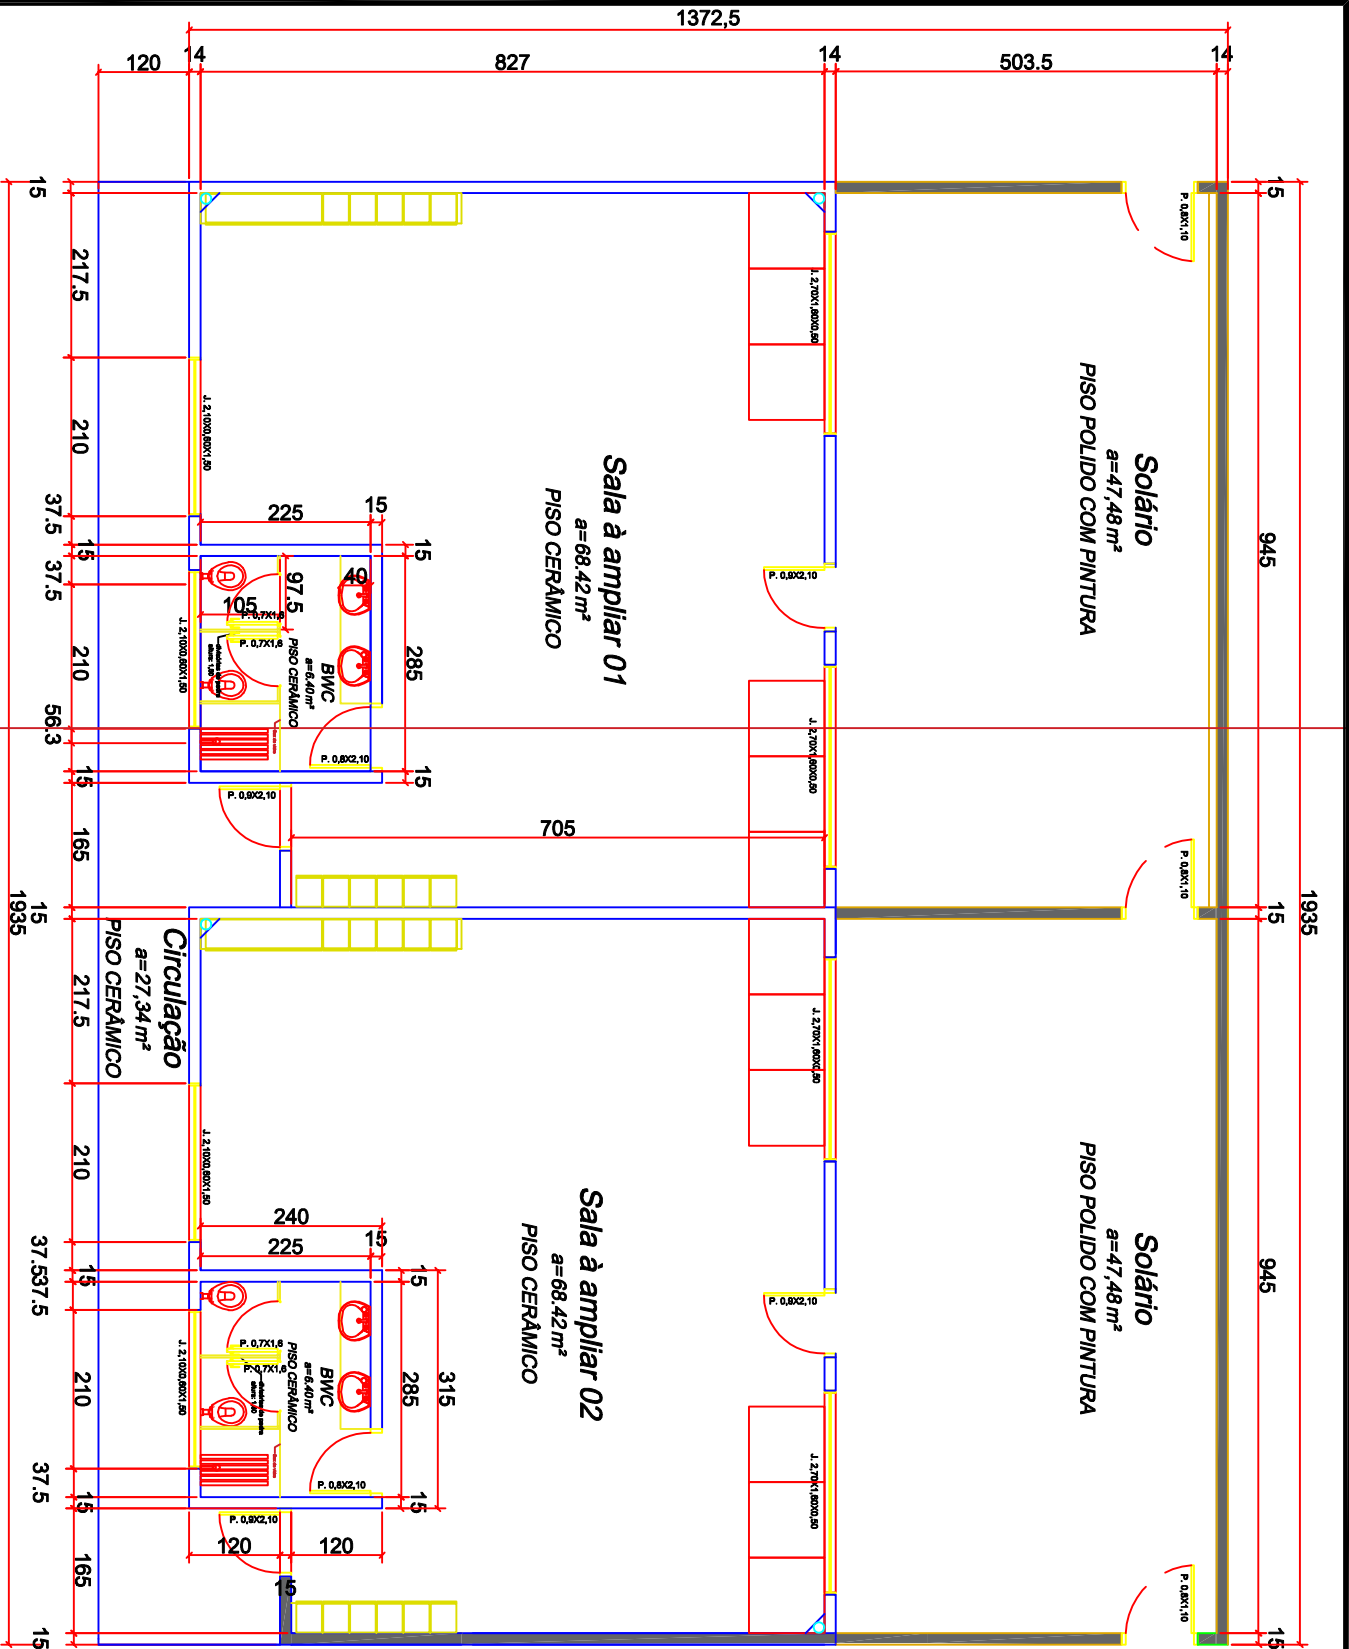 1372,5
14
14
14
120
827
503.5
15
15
P. 0,8X1,10
217.5
J. 2,70X1,60X0,50
945
Solário
a=47,48 m²
PISO POLIDO COM PINTURA
210
J. 2,10X0,60X1,50
Sala à ampliar 01
a=68.42 m²
PISO CERÂMICO
37.5
15
37.5
225
15
15
97.5
40
105
P. 0,7X1,6
P. 0,7X1,6
P. 0,9X2,10
210
J. 2,10X0,60X1,50
BWC
a=6.40 m²
PISO CERÂMICO
285
56.3
15
P. 0,8X2,10
15
J. 2,70X1,60X0,50
P. 0,9X2,10
165
705
P. 0,8X1,10
15
1935
15
1935
Circulação
a=27,34 m²
PISO CERÂMICO
217.5
J. 2,70X1,60X0,50
210
J. 2,10X0,60X1,50
Sala à ampliar 02
a=68.42 m²
PISO CERÂMICO
Solário
a=47,48 m²
PISO POLIDO COM PINTURA
945
240
225
15
37.5
15
37.5
15
P. 0,9X2,10
P. 0,7X1,6
P. 0,7X1,6
210
J. 2,10X0,60X1,50
BWC
a=6.40 m²
PISO CERÂMICO
285
315
37.5
15
P. 0,8X2,10
15
J. 2,70X1,60X0,50
P. 0,9X2,10
120
120
165
15
P. 0,8X1,10
15
15